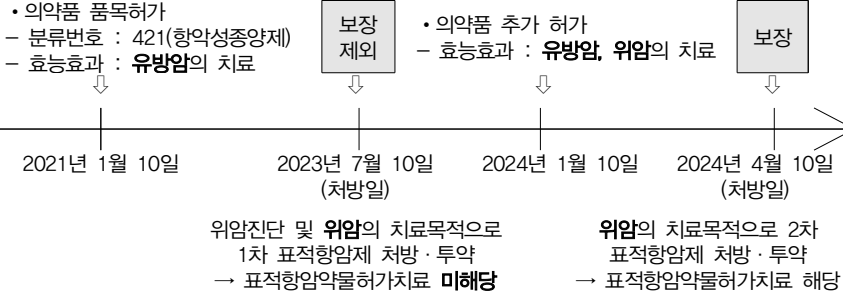 • 의약품 품목허가
− 분류번호 : 421(항악성종양제)
− 효능효과 : 유방암의 치료
보장
제외
• 의약품 추가 허가
− 효능효과 : 유방암, 위암의 치료
보장
2021년 1월 10일
2023년 7월 10일
(처방일)
2024년 1월 10일
2024년 4월 10일
(처방일)
위암진단 및 위암의 치료목적으로
1차 표적항암제 처방 · 투약
→ 표적항암약물허가치료 미해당
위암의 치료목적으로 2차
표적항암제 처방 · 투약
→ 표적항암약물허가치료 해당